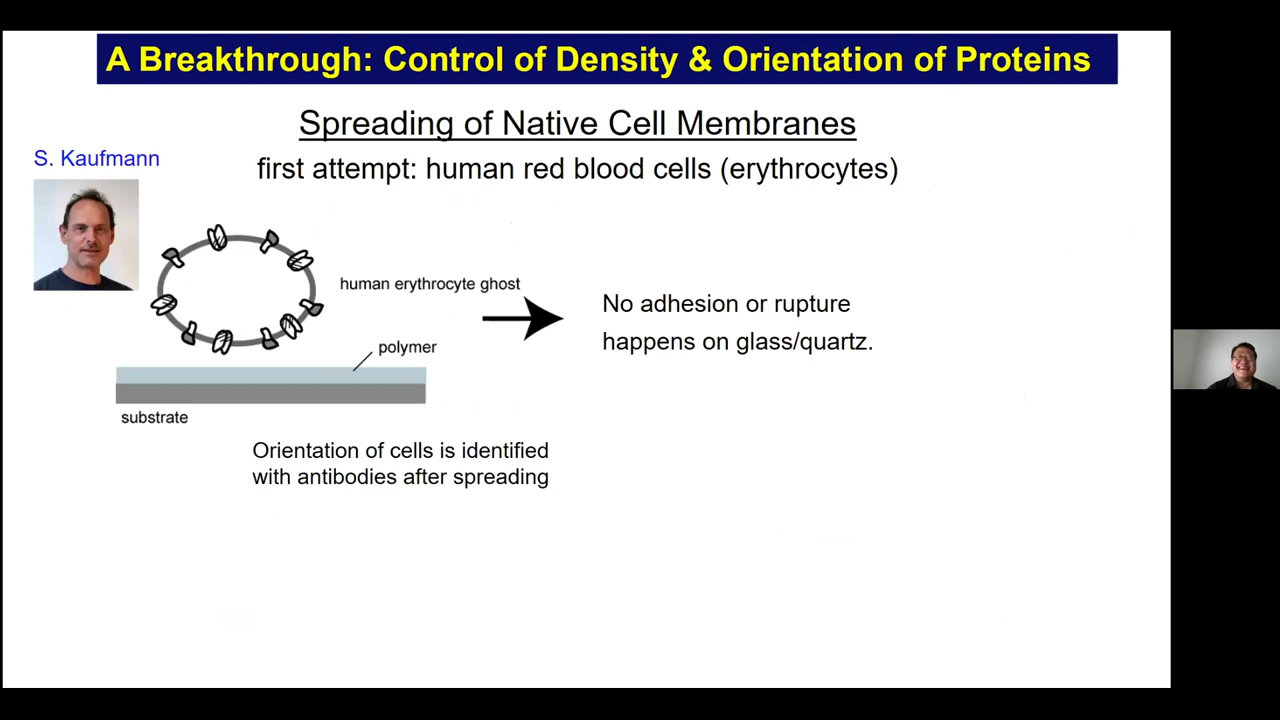 A Breakthrough: Control of Density & Orientation of Proteins
Spreading of Native Cell Membranes
S. Kaufmann
first attempt: human red blood cells (erythrocytes)
human erythrocyte ghost
No adhesion or rupture
happens on glass/quartz.
polymer
substrate
Orientation of cells is identified
with antibodies after spreading